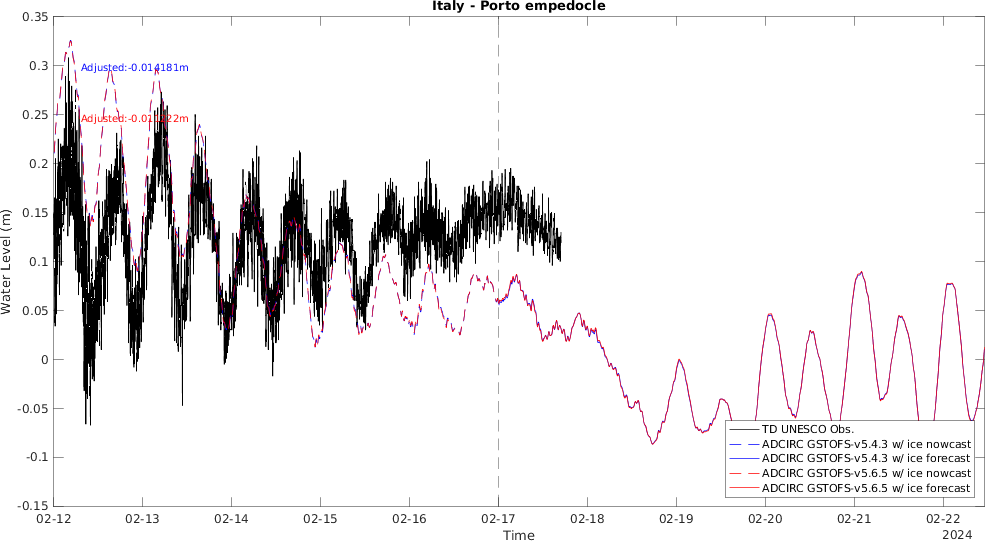 Italy - Porto empedocle
0.35
0.3
0.25
0.2
0.15
0.1
0.05
0
-0.05
-0.1
-0.15
Water Level (m)
Adjusted:-0.014181m
TD UNESCO Obs.
ADCIRC GSTOFS-v5.4.3 w/ ice nowcast
ADCIRC GSTOFS-v5.4.3 w/ ice forecast
ADCIRC GSTOFS-v5.6.5 w/ ice nowcast
ADCIRC GSTOFS-v5.6.5 w/ ice forecast
02-12 02-13 02-14 02-15 02-16 02-17 02-18 02-19 02-20 02-21 02-22
2024
Time